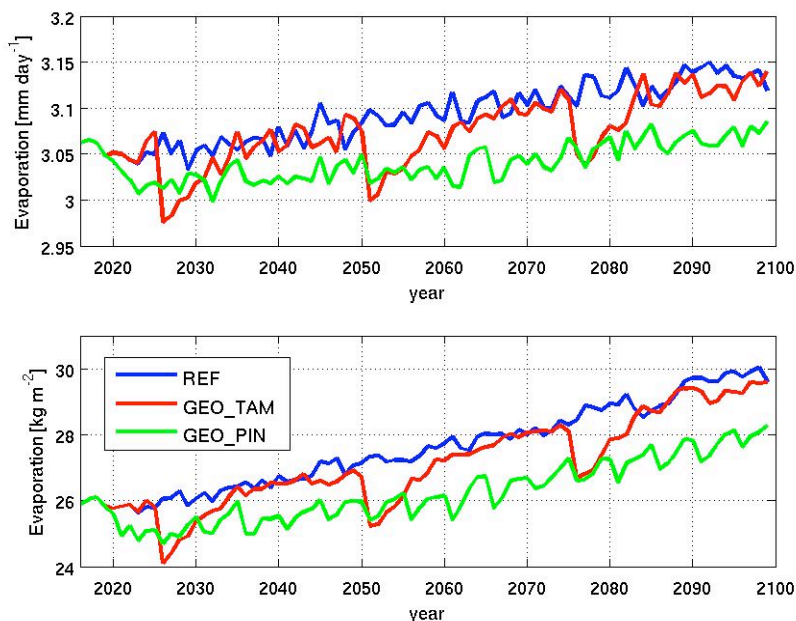 3.2
3.15
3.1
3.05
3
2.95
Evaporation [mm day⁻¹]
2020 2030 2040 2050 2060 2070 2080 2090 2100
year
30
28
26
24
Evaporation [kg m⁻²]
REF
GEO_TAM
GEO_PIN
2020 2030 2040 2050 2060 2070 2080 2090 2100
year